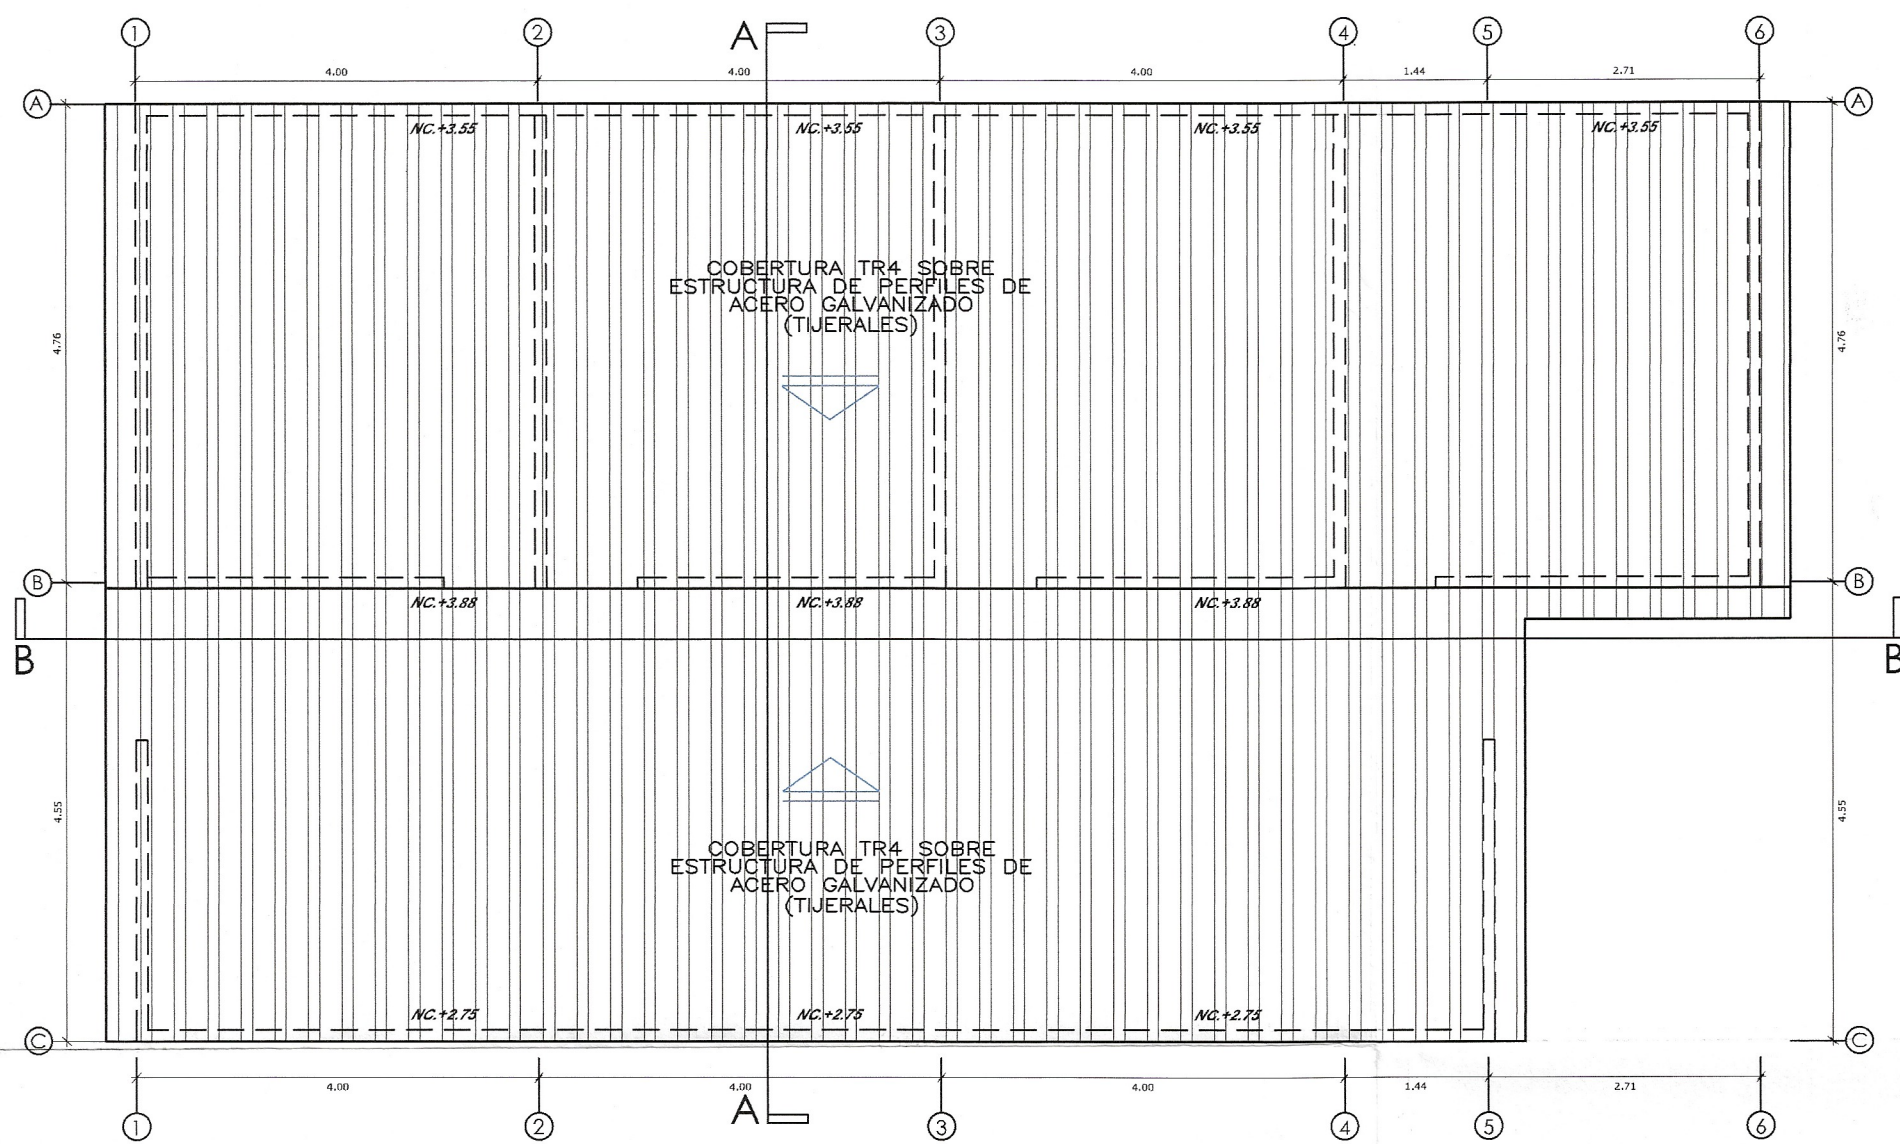 1 2 A 3 4 5 6
4.00 4.00 4.00 1.44 2.71
A A
NC.+3.55 NC.+3.55 NC.+3.55 NC.+3.55
COBERTURA TR4 SOBRE
ESTRUCTURA DE PERFILES DE
ACERO GALVANIZADO
(TIJERALES)
4.76 4.76
B B
NC.+3.88 NC.+3.88 NC.+3.88
B B
4.55 4.55
COBERTURA TR4 SOBRE
ESTRUCTURA DE PERFILES DE
ACERO GALVANIZADO
(TIJERALES)
NC.+2.75 NC.+2.75 NC.+2.75
C C
4.00 4.00 4.00 1.44 2.71
1 2 A 3 4 5 6